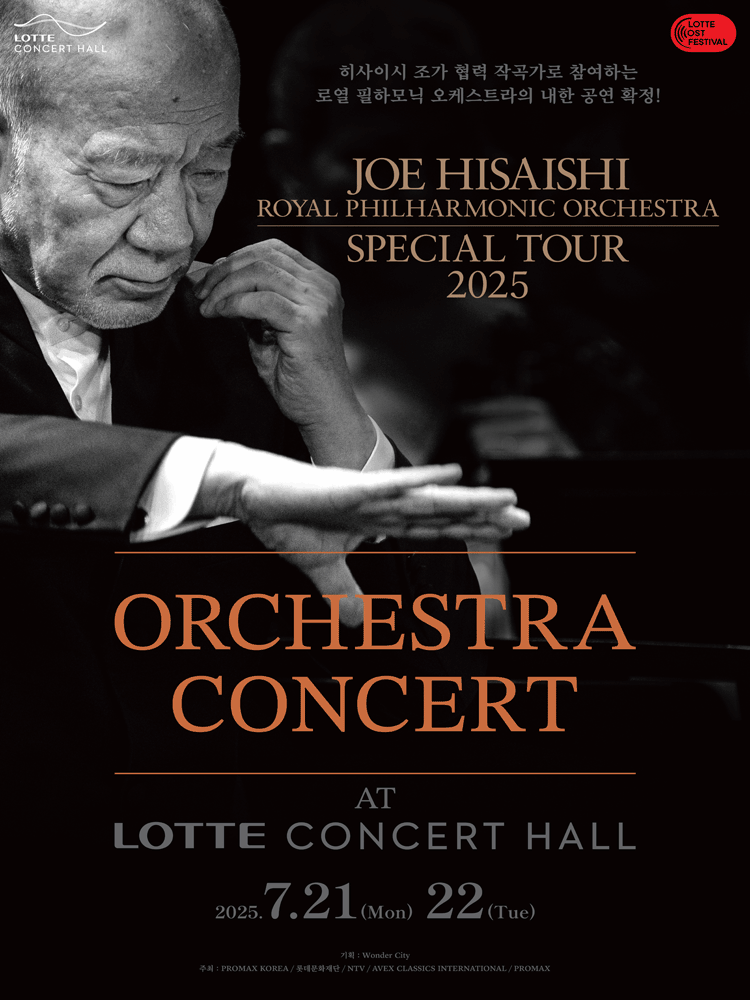 LOTTE
CONCERT HALL
LOTTE
OST
FESTIVAL
히사이시 조가 협력 작곡가로 참여하는
로열 필하모닉 오케스트라의 내한 공연 확정!
JOE HISAISHI
ROYAL PHILHARMONIC ORCHESTRA
SPECIAL TOUR
2025
ORCHESTRA
CONCERT
AT
LOTTE CONCERT HALL
2025. 7.21 (Mon) 22 (Tue)
기획 : Wonder City
주최 : PROMAX KOREA / 롯데문화재단 / NTV / AVEX CLASSICS INTERNATIONAL / PROMAX